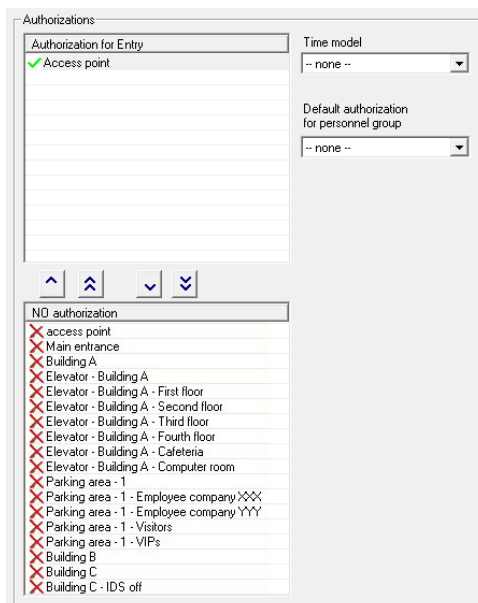 Authorizations
Authorization for Entry
Access point
Time model
-- none --
Default authorization
for personnel group
-- none --
NO authorization
access point
Main entrance
Building A
Elevator - Building A
Elevator - Building A - First floor
Elevator - Building A - Second floor
Elevator - Building A - Third floor
Elevator - Building A - Fourth floor
Elevator - Building A - Cafeteria
Elevator - Building A - Computer room
Parking area - 1
Parking area - 1 - Employee company XXX
Parking area - 1 - Employee company YYY
Parking area - 1 - Visitors
Parking area - 1 - VIPs
Building B
Building C
Building C - IDS off